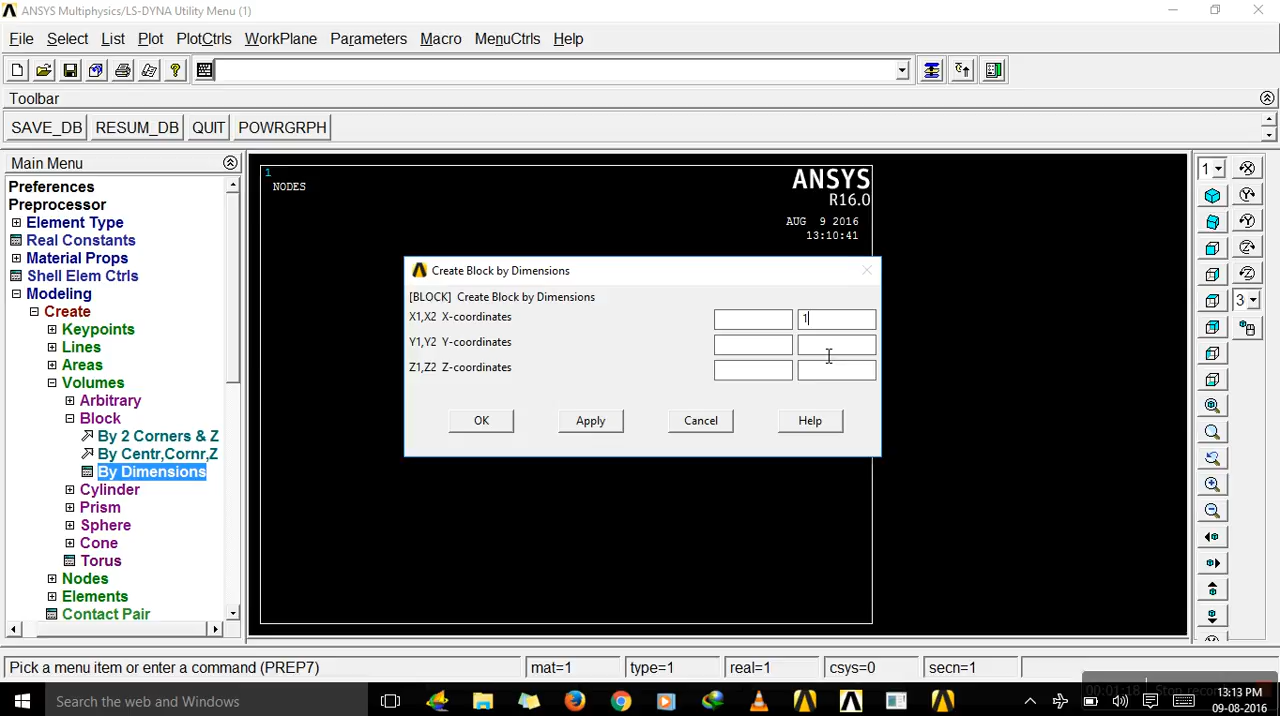 ANSYS Multiphysics/LS-DYNA Utility Menu (1)
File Select List Plot PlotCtrls WorkPlane Parameters Macro MenuCtrls Help
Toolbar
SAVE_DB RESUM_DB QUIT POWRGRPH
Main Menu
Preferences
Preprocessor
Element Type
Real Constants
Material Props
Shell Elem Ctrls
Modeling
Create
Keypoints
Lines
Areas
Volumes
Arbitrary
Block
By 2 Corners & Z
By Centr,Cornr,Z
By Dimensions
Cylinder
Prism
Sphere
Cone
Torus
Nodes
Elements
Contact Pair
1
NODES
ANSYS
R16.0
AUG 9 2016
13:10:41
Create Block by Dimensions
[BLOCK] Create Block by Dimensions
X1,X2 X-coordinates
1
Y1,Y2 Y-coordinates
Z1,Z2 Z-coordinates
OK Apply Cancel Help
1
3
Pick a menu item or enter a command (PREP7)
mat=1 type=1 real=1 csys=0 secn=1
00:01:18 Stop
Search the web and Windows
13:13 PM
09-08-2016